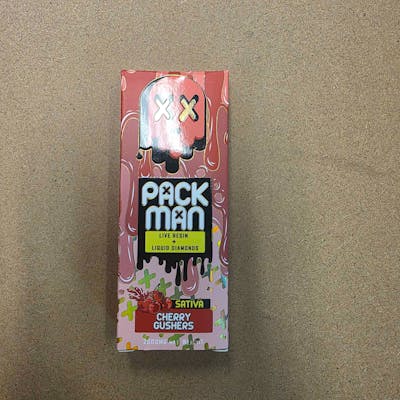 PACK
MAN
LIVE RESIN
+
LIQUID DIAMONDS
SATIVA
CHERRY
GUSHERS